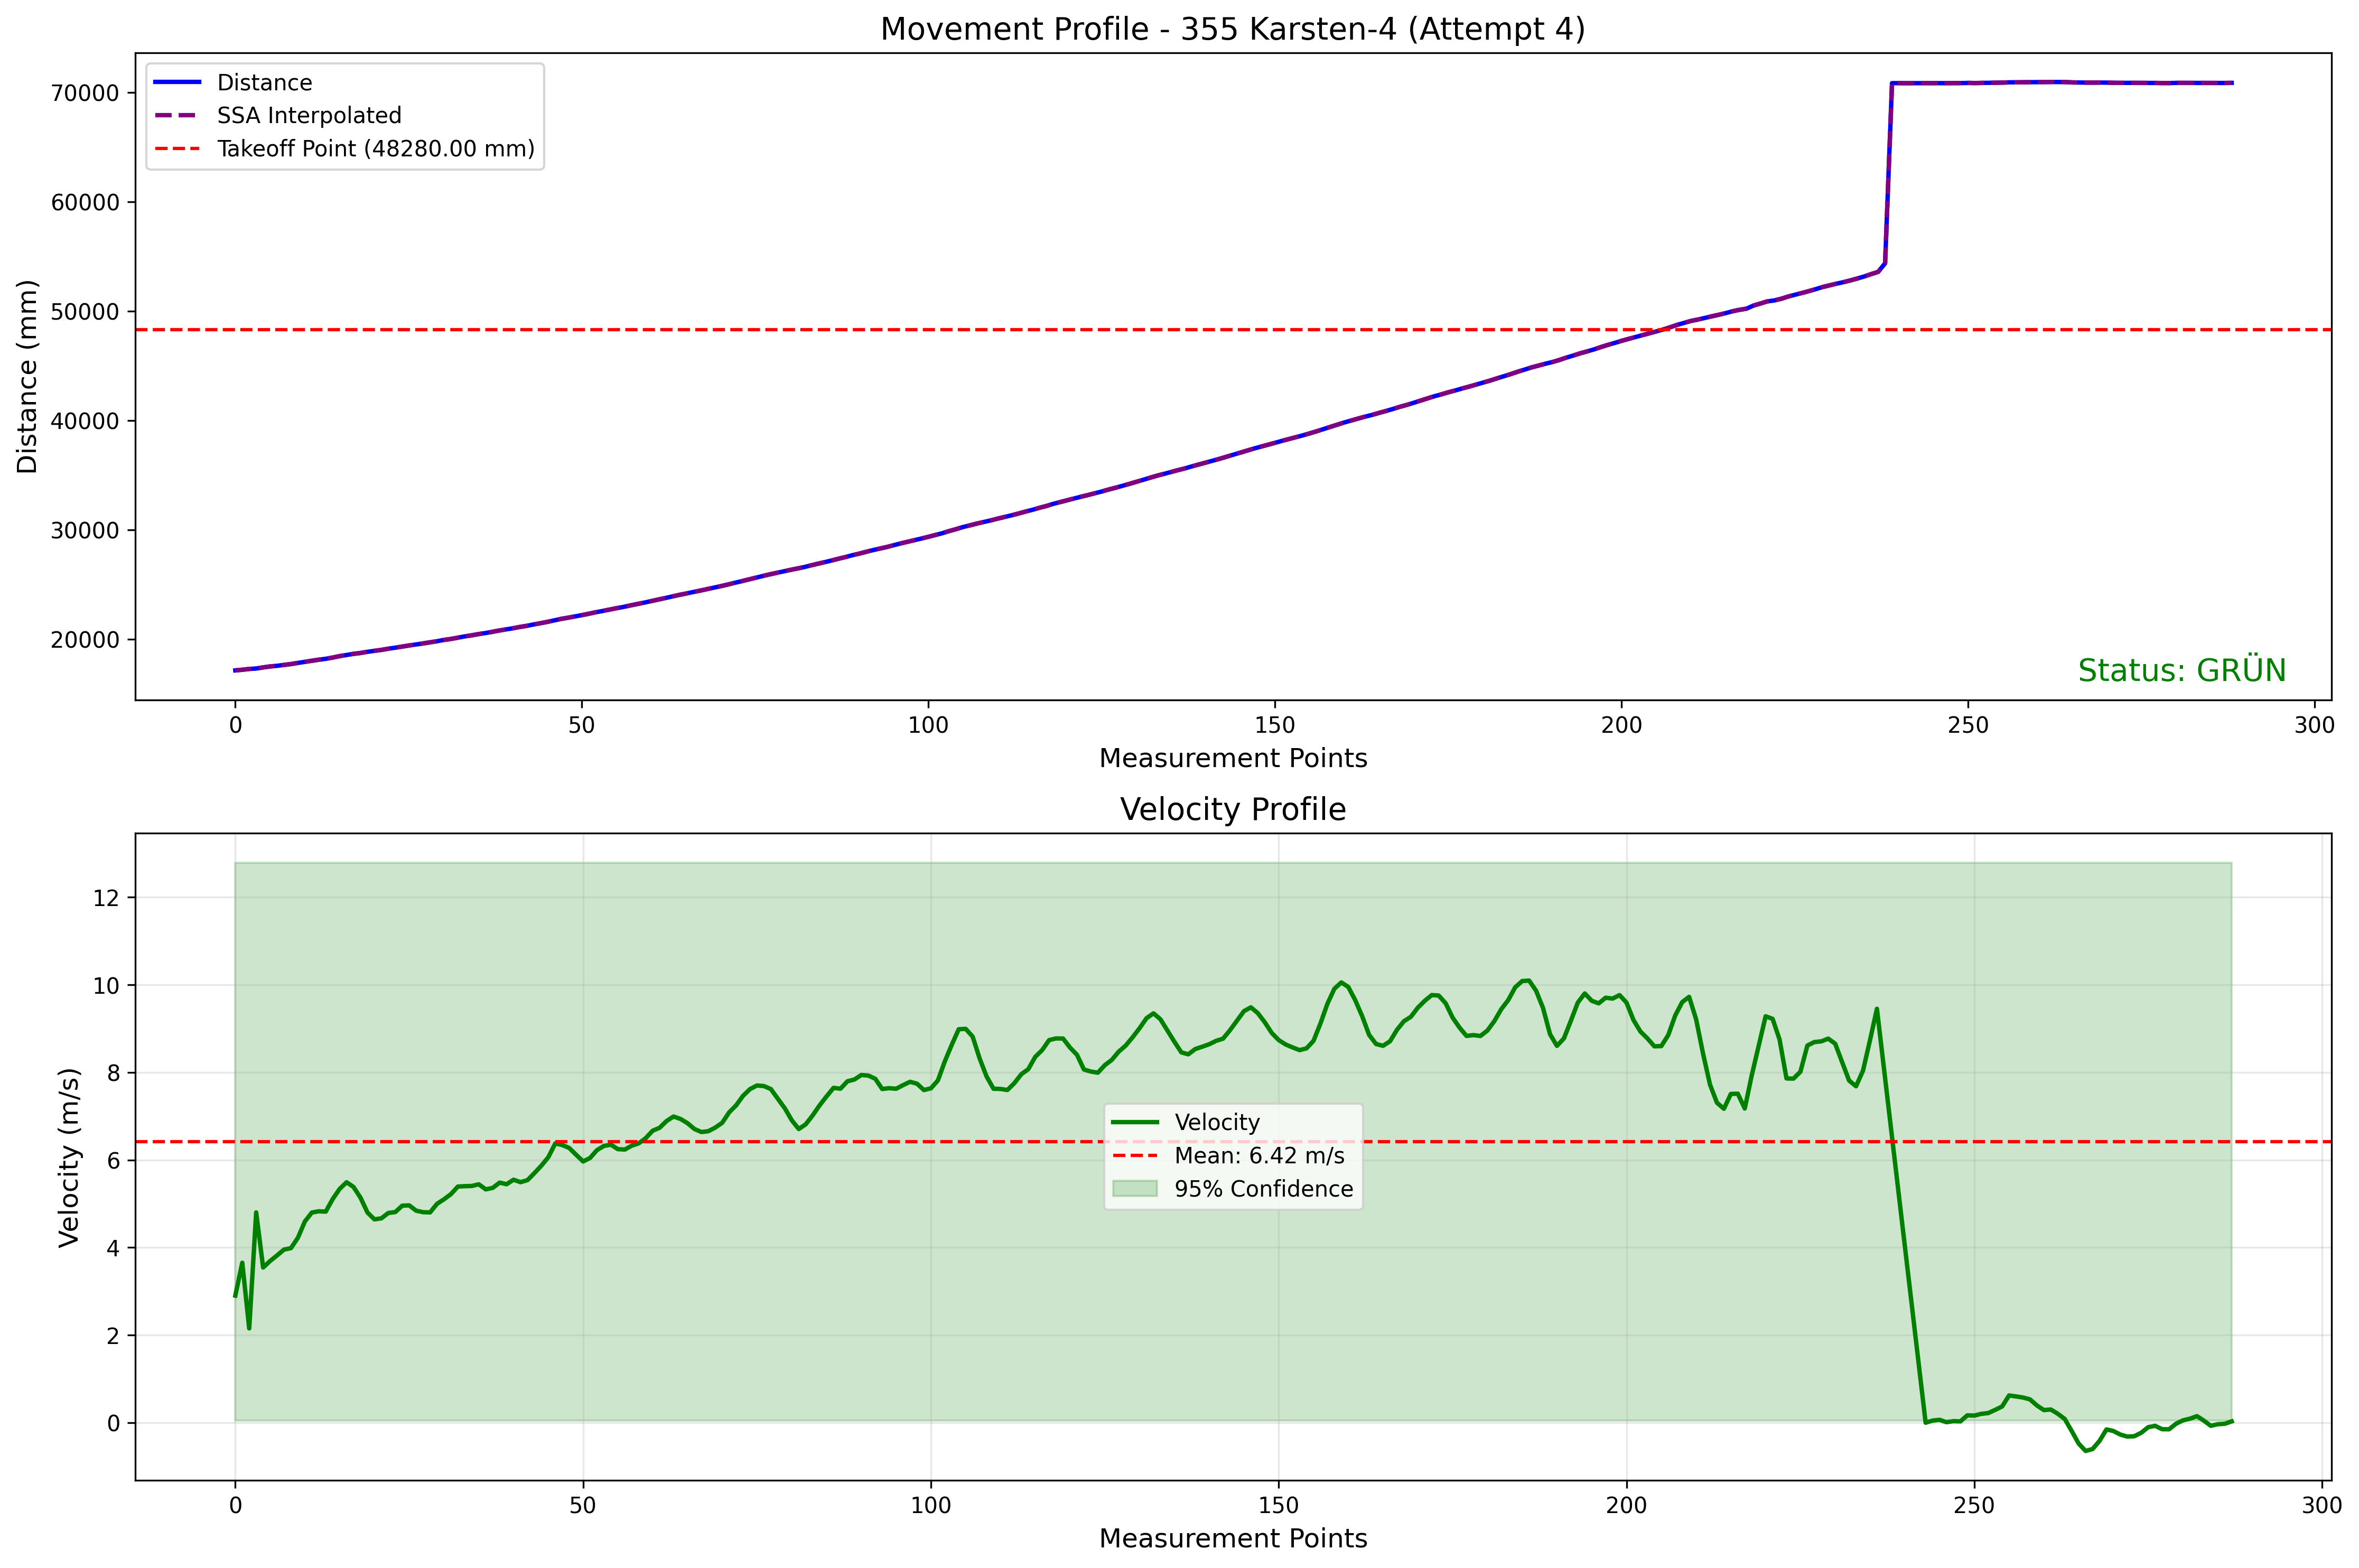 Movement Profile - 355 Karsten-4 (Attempt 4)
Distance
SSA Interpolated
Takeoff Point (48280.00 mm)
Distance (mm)
70000
60000
50000
40000
30000
20000
Status: GRÜN
0 50 100 150 200 250 300
Measurement Points
Velocity Profile
Velocity (m/s)
12
10
8
6
4
2
0
Velocity
Mean: 6.42 m/s
95% Confidence
0 50 100 150 200 250 300
Measurement Points